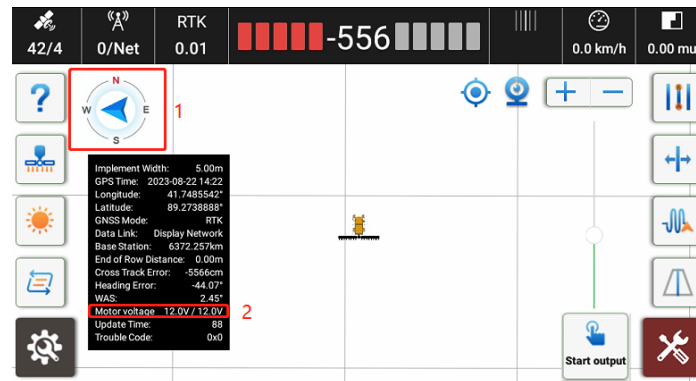 42/4
0/Net
RTK
0.01
-556
0.0 km/h
0.00 mu
N
W
E
S
1
Implement Width: 5.00m
GPS Time: 2023-08-22 14:22
Longitude: 41.7485542°
Latitude: 89.2738888°
GNSS Mode: RTK
Data Link: Display Network
Base Station: 6372.257km
End of Row Distance: 0.00m
Cross Track Error: -5566cm
Heading Error: -44.07°
WAS: 2.45°
Motor voltage 12.0V / 12.0V
2
Update Time: 88
Trouble Code: 0x0
Start output